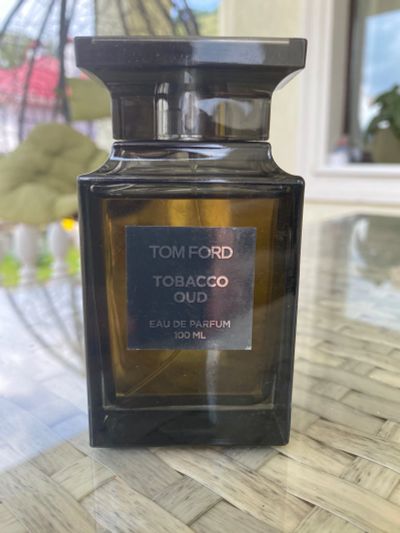 TOM FORD
TOBACCO
OUD
EAU DE PARFUM
100 ML